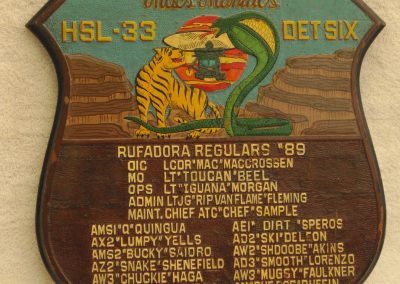 HSL-33 DET SIX
RUFADORA REGULARS "89
OIC LCDR "MAC" MACCROSSEN
MO LT "TOUCAN" BEEL
OPS LT "IGUANA" MORGAN
ADMIN LTJG "RIP VAN FLAME" FLEMING
MAINT. CHIEF ATC "CHEF" SAMPLE
AMS1 "Q" QUINGUA
AX2 "LUMPY" YELLS
AMS2 "BUCKY" SAIDRO
AZ2 "SNAKE" SHENEFIELD
AW3 "CHUCKIE" HAGA
AE1 "DIRT" SPEROS
AD2 "SKI" DELEON
AW2 "SHDOOBE" AKINS
AD3 "SMOOTH" LORENZO
AW3 "MUGSY" FAULKNER